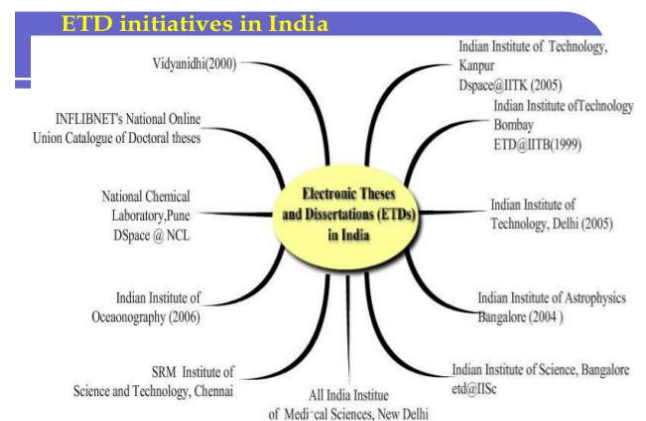 ETD initiatives in India
Vidyanidhi(2000)
INFLIBNET's National Online
Union Catalogue of Doctoral theses
National Chemical
Laboratory,Pune
DSpace @ NCL
Indian Institute of
Oceaonography (2006)
SRM Institute of
Science and Technology, Chennai
All India Institue
of Medi-cal Sciences, New Delhi
Electronic Theses
and Dissertations (ETDs)
in India
Indian Institute of Technology,
Kanpur
Dspace@IITK (2005)
Indian Institute ofTechnology
Bombay
ETD@IITB(1999)
Indian Institute of
Technology, Delhi (2005)
Indian Institute of Astrophysics
Bangalore (2004 )
Indian Institute of Science, Bangalore
etd@IISc